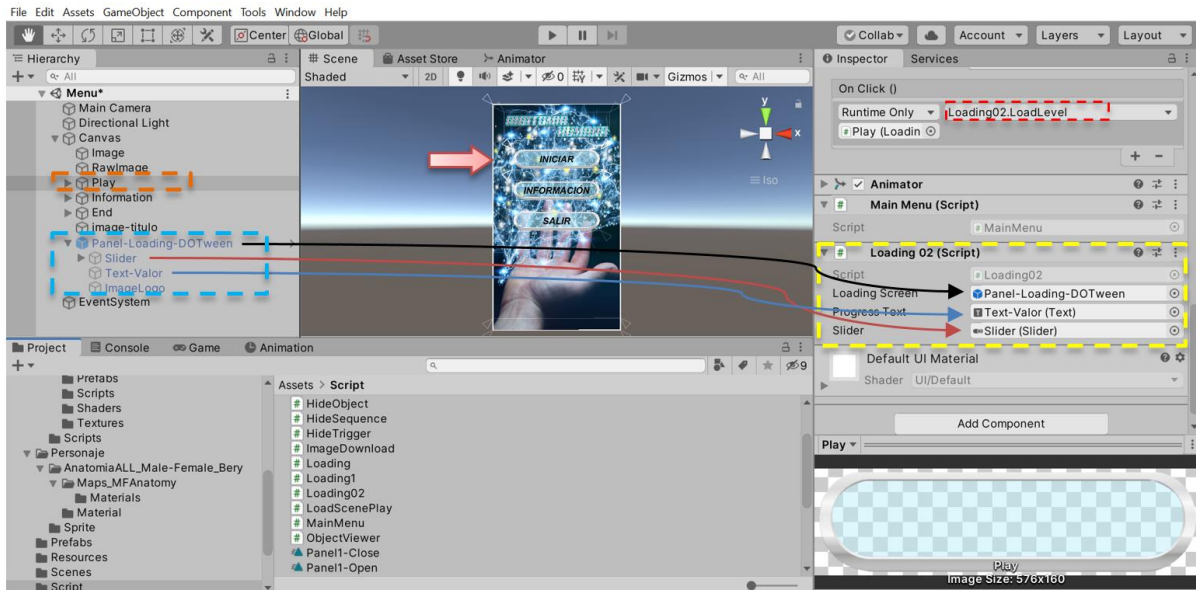 File Edit Assets GameObject Component Tools Window Help
Center Global
Collab Account Layers Layout
Hierarchy
All
Menu*
Main Camera
Directional Light
Canvas
Image
RawImage
Play
Information
End
image-titulo
Panel-Loading-DOTween
Slider
Text-Valor
ImageLogo
EventSystem
Scene Asset Store Animator
Shaded 2D 0 Gizmos All
INICIAR
INFORMACIÓN
SALIR
y
x
Iso
Inspector Services
On Click ()
Runtime Only Loading02.LoadLevel
Play (Loadin
+ -
Animator
Main Menu (Script)
Script MainMenu
Loading 02 (Script)
Script Loading02
Loading Screen Panel-Loading-DOTween
Progress Text Text-Valor (Text)
Slider Slider (Slider)
Default UI Material
Shader UI/Default
Add Component
Play
Play
Image Size: 576x160
Project Console Game Animation
9
Prefabs
Scripts
Shaders
Textures
Scripts
Personaje
AnatomiaALL_Male-Female_Bery
Maps_MFAnatomy
Materials
Material
Sprite
Prefabs
Resources
Scenes
Script
Assets > Script
HideObject
HideSequence
HideTrigger
ImageDownload
Loading
Loading1
Loading02
LoadScenePlay
MainMenu
ObjectViewer
Panel1-Close
Panel1-Open